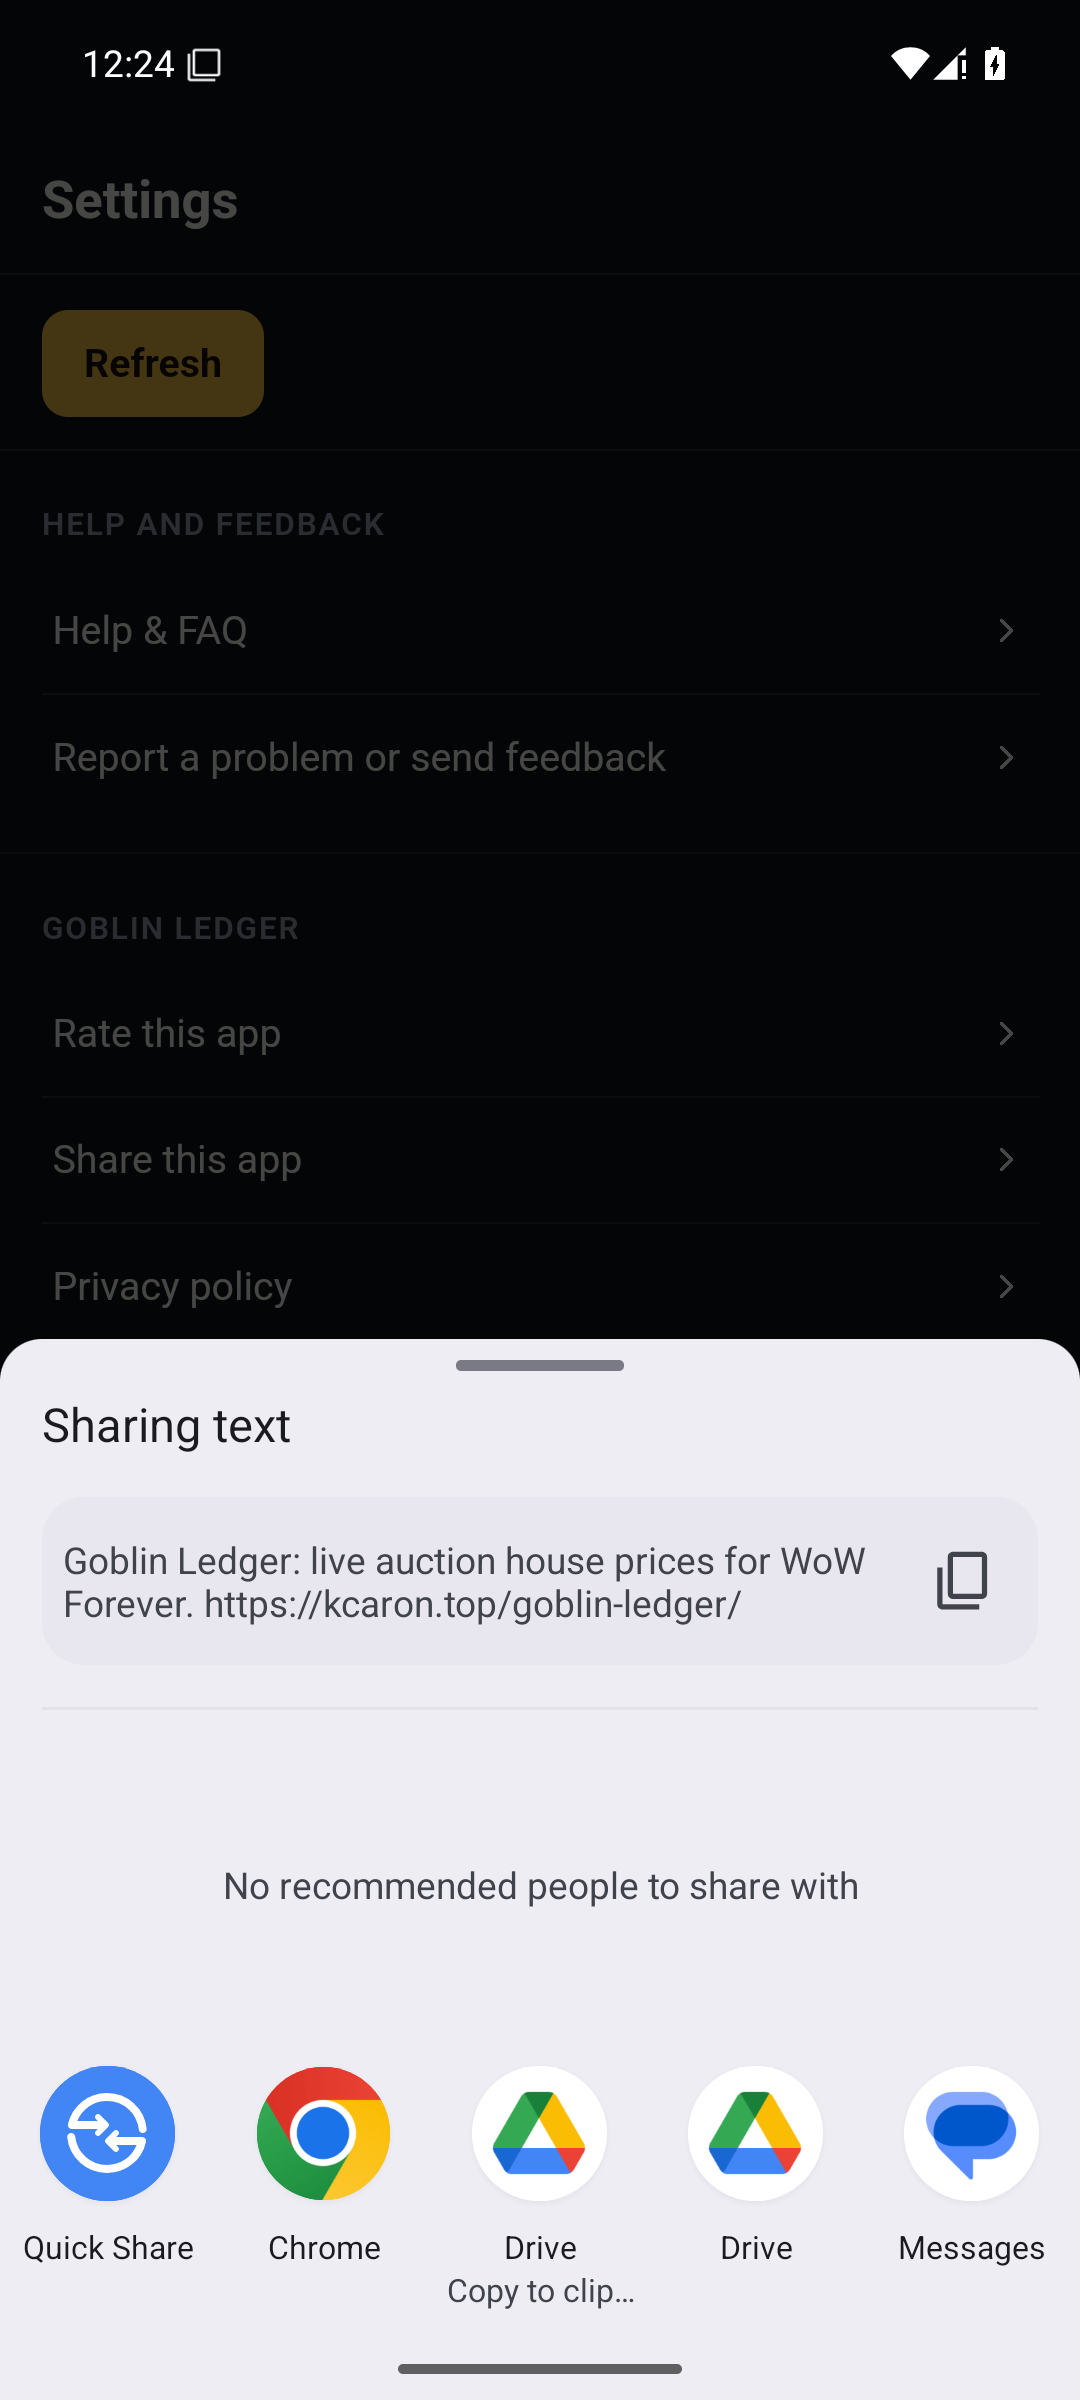 12:24
Settings
Refresh
HELP AND FEEDBACK
Help & FAQ
Report a problem or send feedback
GOBLIN LEDGER
Rate this app
Share this app
Privacy policy
Sharing text
Goblin Ledger: live auction house prices for WoW
Forever. https://kcaron.top/goblin-ledger/
No recommended people to share with
Quick Share
Chrome
Drive
Copy to clip…
Drive
Messages